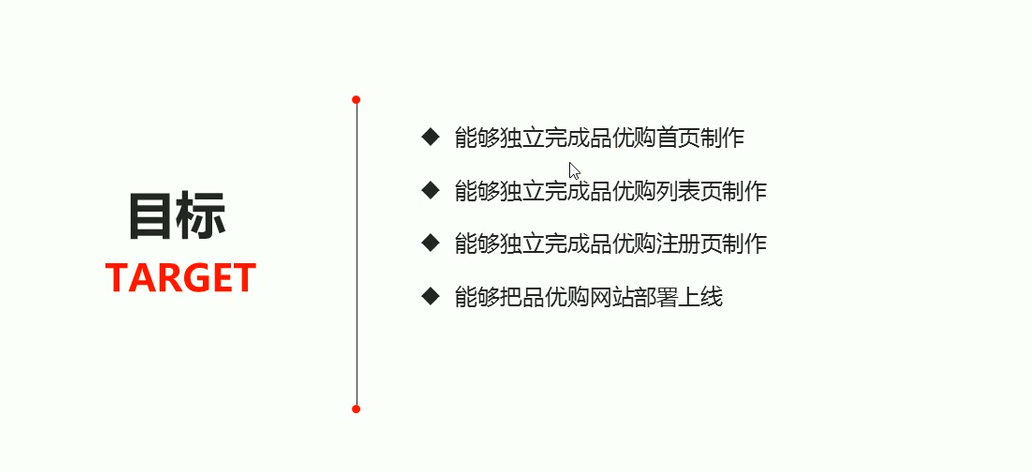 目标
TARGET
能够独立完成品优购首页制作
能够独立完成品优购列表页制作
能够独立完成品优购注册页制作
能够把品优购网站部署上线